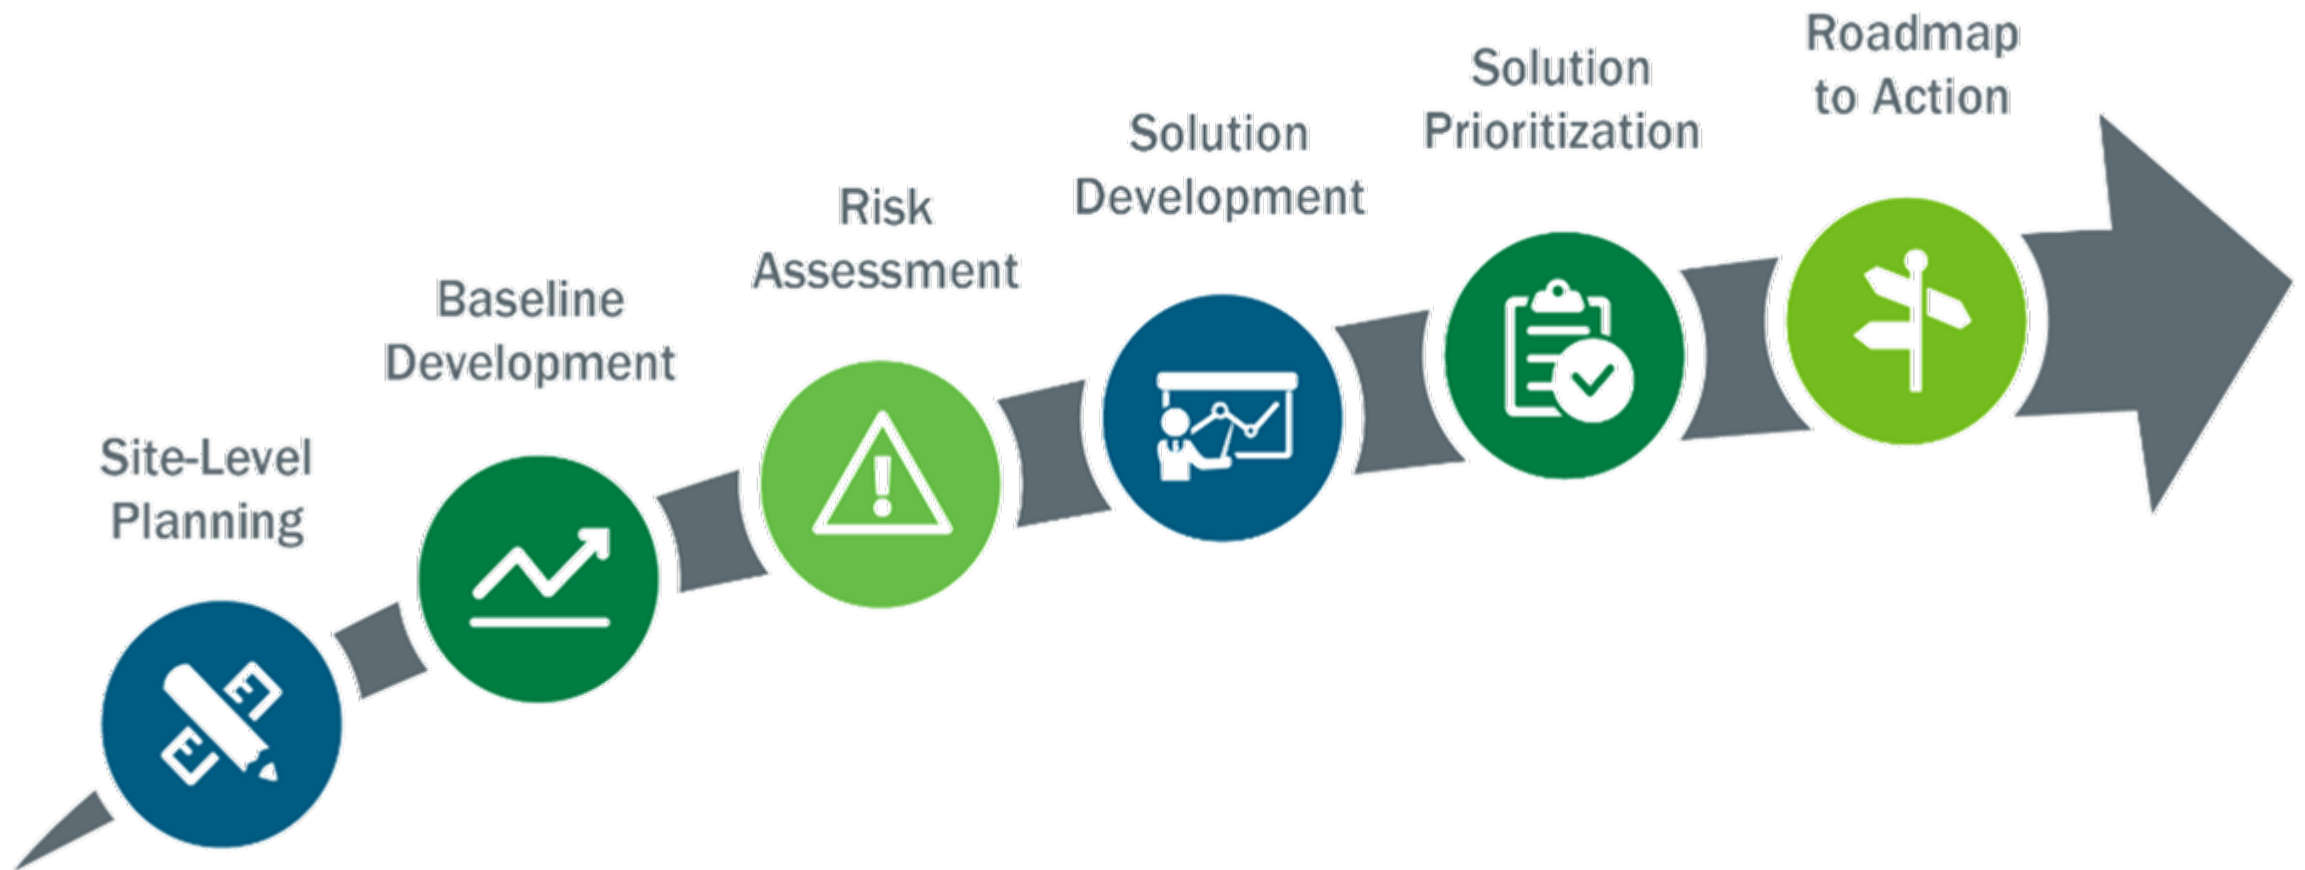 Site-Level
Planning
Baseline
Development
Risk
Assessment
Solution
Development
Solution
Prioritization
Roadmap
to Action